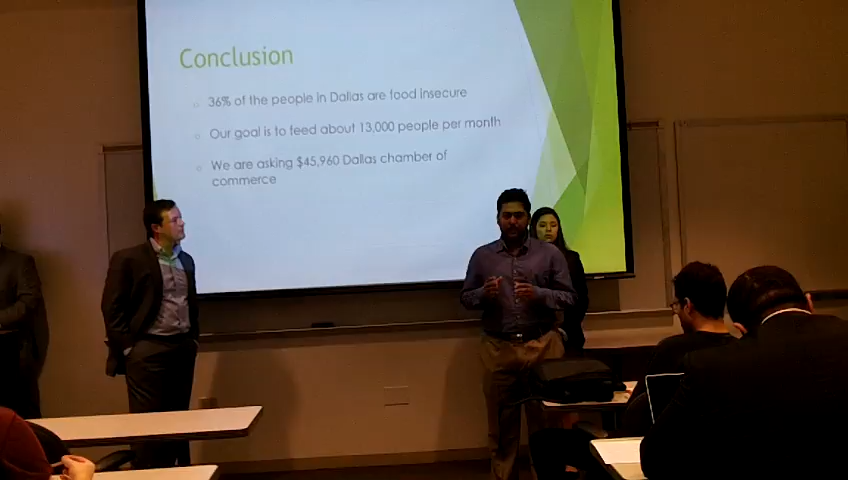 Conclusion
36% of the people in Dallas are food insecure
Our goal is to feed about 13,000 people per month
We are asking $45,960 Dallas chamber of
commerce